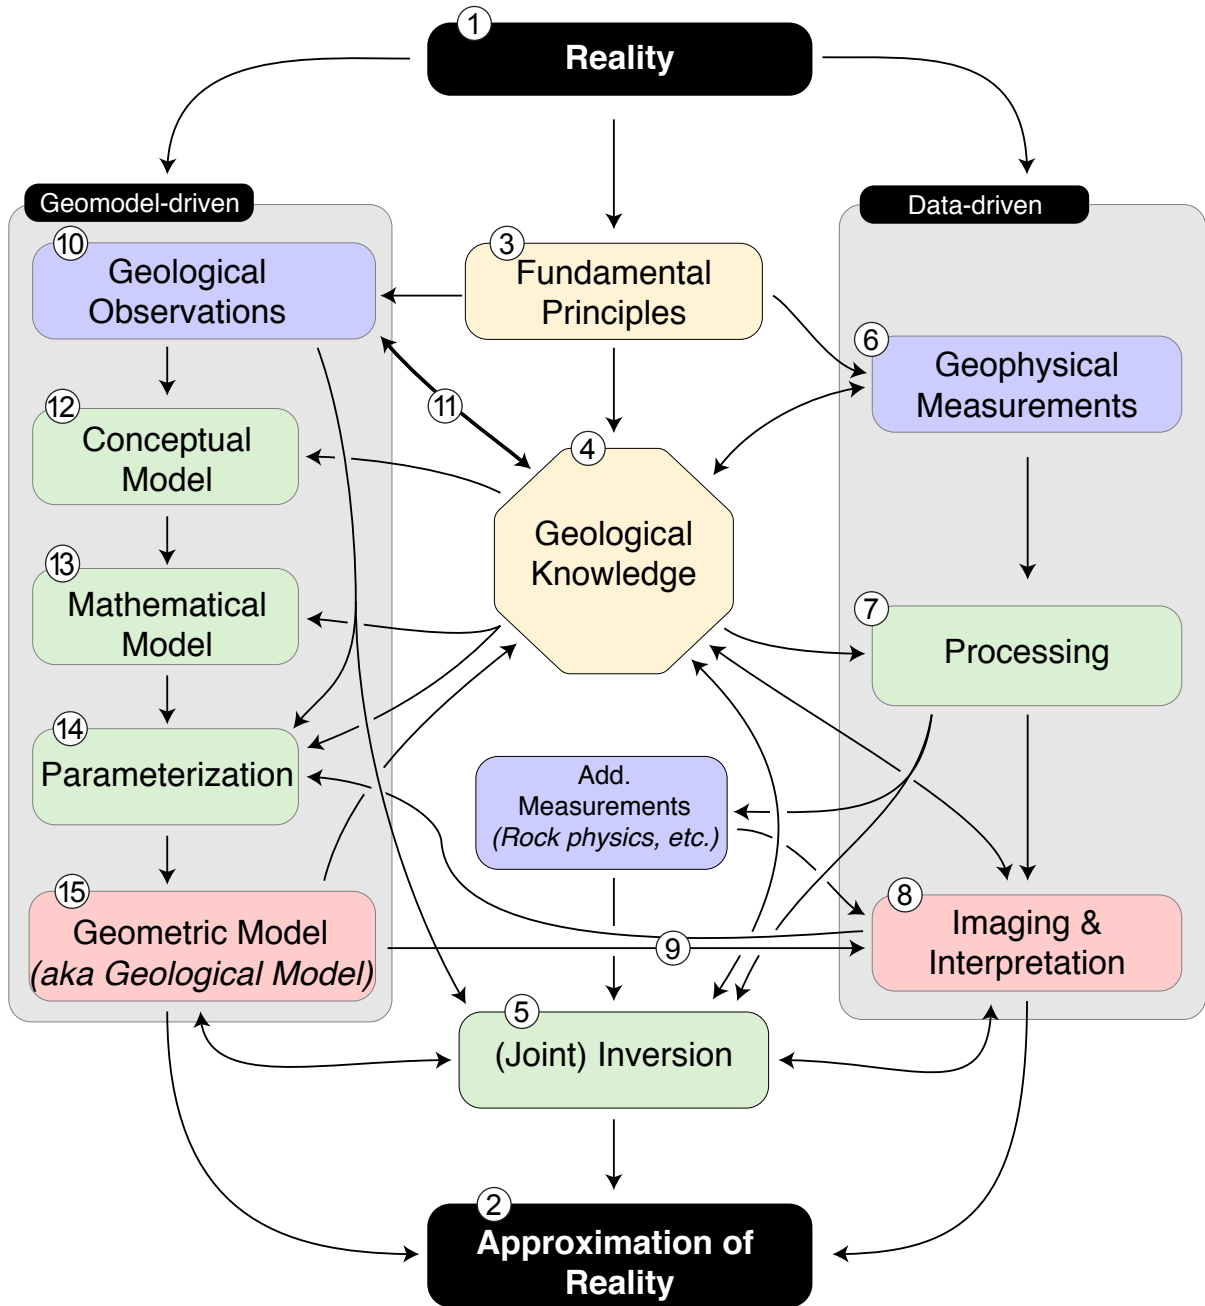 1
Reality
Geomodel-driven
Data-driven
10
Geological
Observations
3
Fundamental
Principles
6
Geophysical
Measurements
11
12
Conceptual
Model
4
Geological
Knowledge
13
Mathematical
Model
7
Processing
14
Parameterization
Add.
Measurements
(Rock physics, etc.)
15
Geometric Model
(aka Geological Model)
9
8
Imaging &
Interpretation
5
(Joint) Inversion
2
Approximation of
Reality